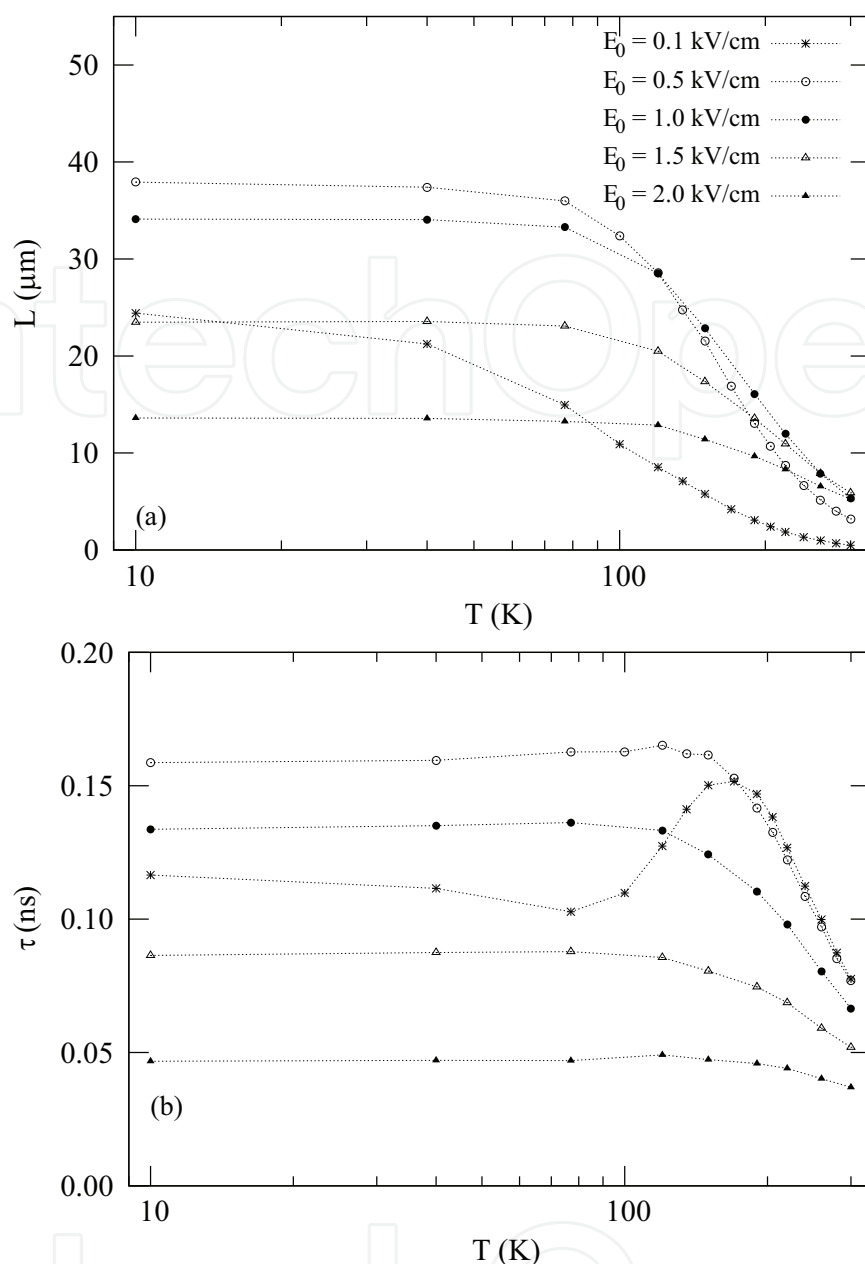 E₀ = 0.1 kV/cm
E₀ = 0.5 kV/cm
E₀ = 1.0 kV/cm
E₀ = 1.5 kV/cm
E₀ = 2.0 kV/cm
50
40
30
20
10
0
L (μm)
(a)
10
100
T (K)
0.20
0.15
0.10
0.05
0.00
τ (ns)
(b)
10
100
T (K)